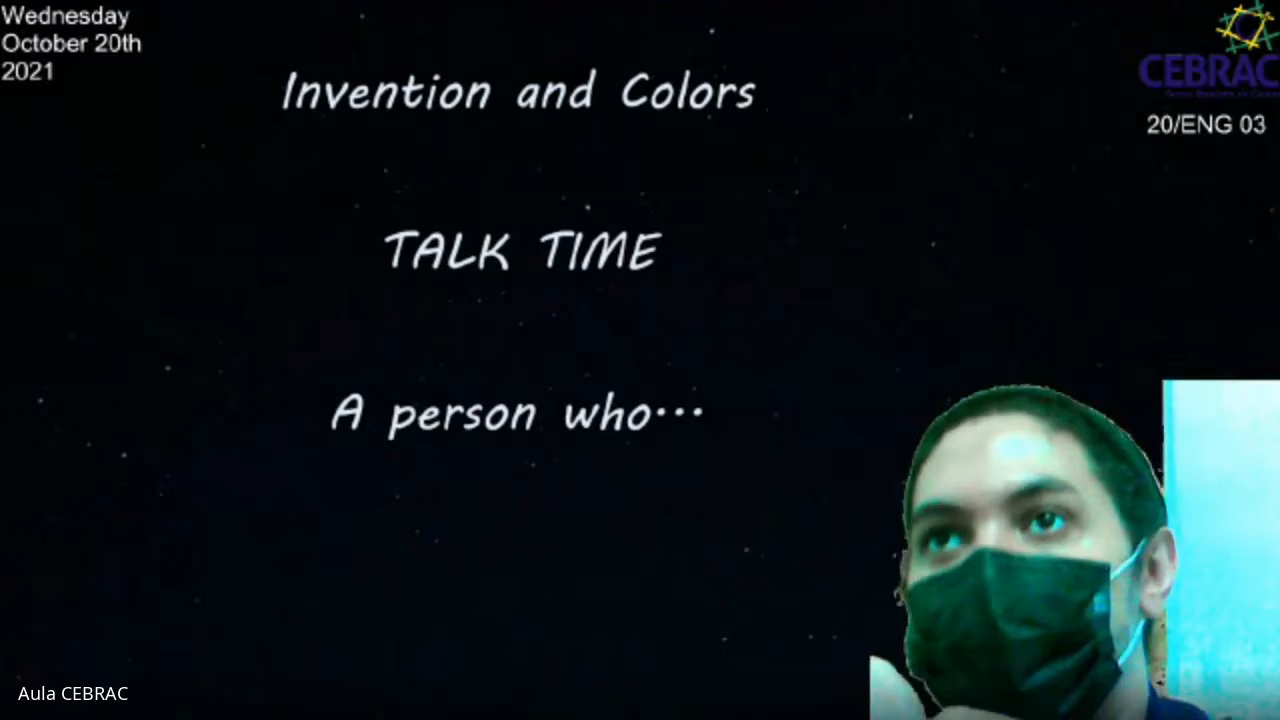 Wednesday
October 20th
2021
CEBRAC
20/ENG 03
Invention and Colors
TALK TIME
A person who...
Aula CEBRAC